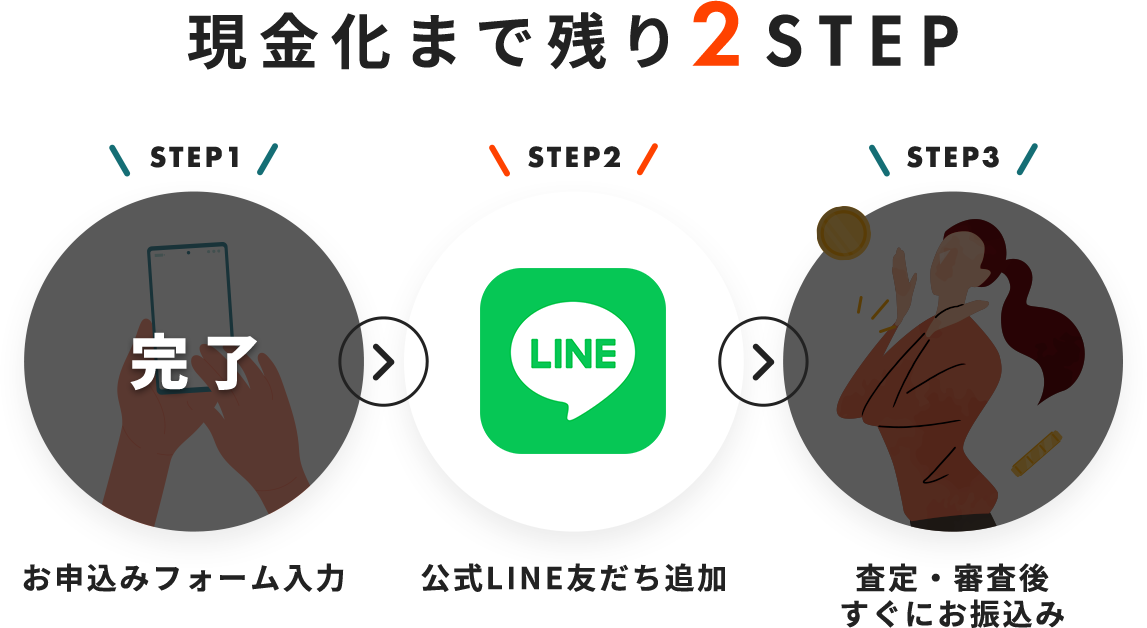 現金化まで残り2STEP
STEP1
完了
お申込みフォーム入力
STEP2
LINE
公式LINE友だち追加
STEP3
査定・審査後
すぐにお振込み